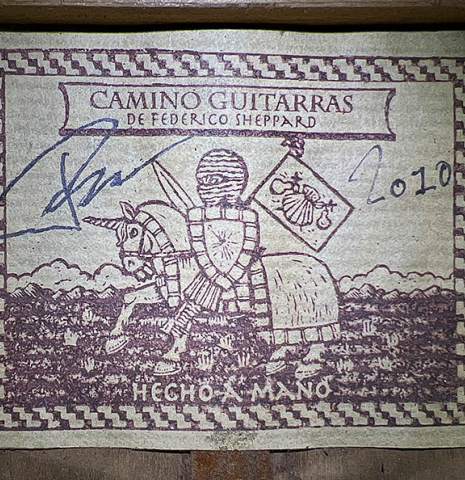 CAMINO GUITARRAS
DE FEDERICO SHEPPARD
2010
HECHO A MANO